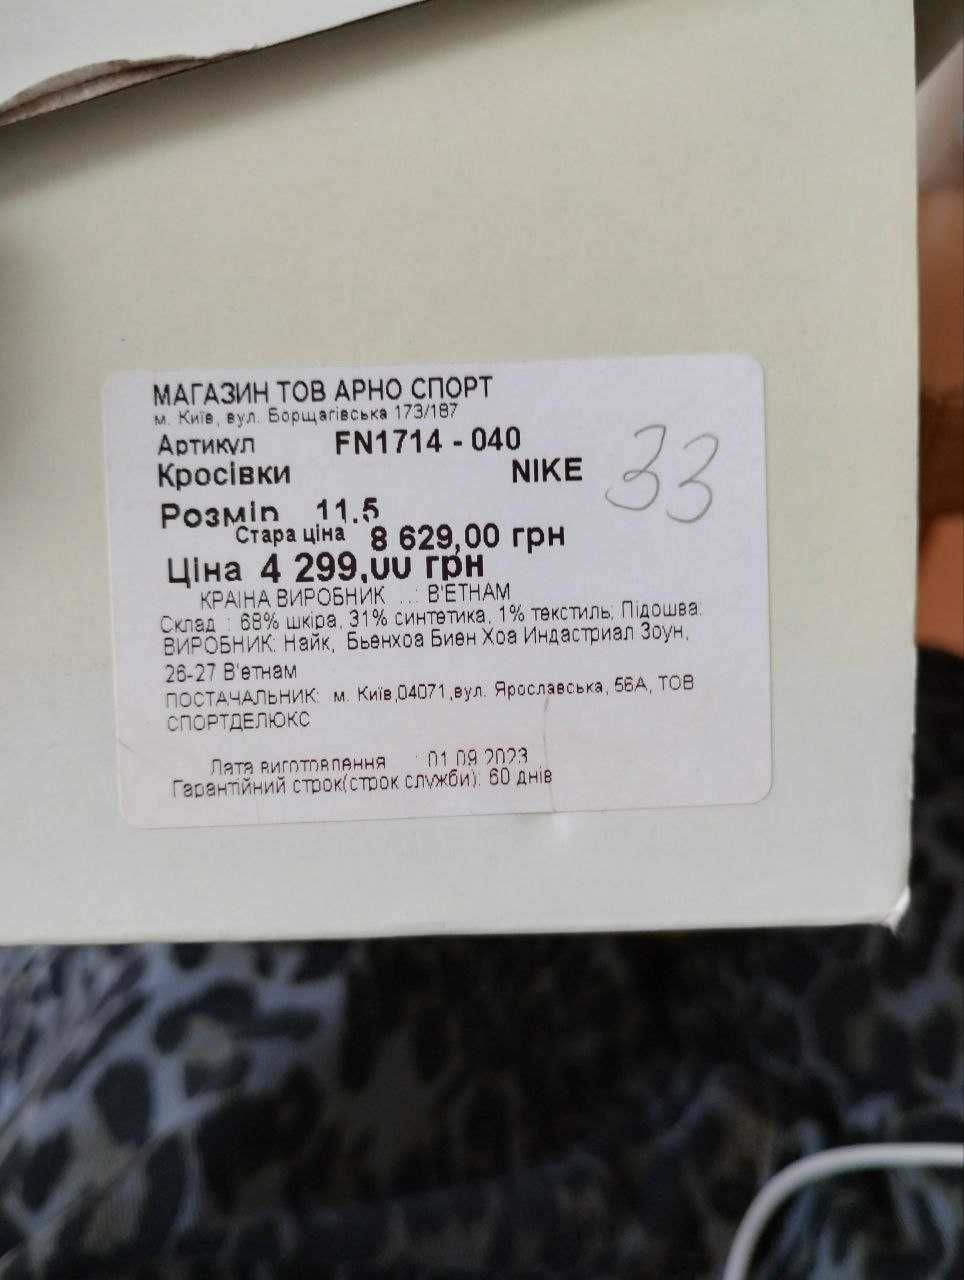 МАГАЗИН ТОВ АРНО СПОРТ
м. Київ, вул. Борщагівська 173/187
Артикул FN1714 - 040
Кросівки NIKE
33
Розмір 11.5
Стара ціна 8 629,00 грн
Ціна 4 299,00 грн
КРАІНА ВИРОБНИК ..: В'ЕТНАМ
Склад : 68% шкіра, 31% синтетика, 1% текстиль; Підошва:
ВИРОБНИК: Найк, Бьенхоа Биен Хоа Индастриал Зоун,
26-27 В'етнам
ПОСТАЧАЛЬНИК: м. Київ,04071,вул. Ярославська, 56А, ТОВ
СПОРТДЕЛЮКС
Дата виготовлення : 01.09.2023
Гарантійний строк(строк служби): 60 днів